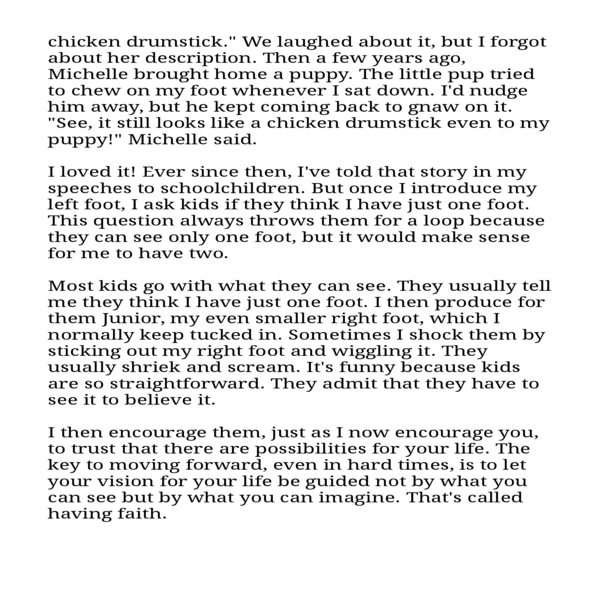 chicken drumstick." We laughed about it, but I forgot
about her description. Then a few years ago,
Michelle brought home a puppy. The little pup tried
to chew on my foot whenever I sat down. I'd nudge
him away, but he kept coming back to gnaw on it.
"See, it still looks like a chicken drumstick even to my
puppy!" Michelle said.

I loved it! Ever since then, I've told that story in my
speeches to schoolchildren. But once I introduce my
left foot, I ask kids if they think I have just one foot.
This question always throws them for a loop because
they can see only one foot, but it would make sense
for me to have two.

Most kids go with what they can see. They usually tell
me they think I have just one foot. I then produce for
them Junior, my even smaller right foot, which I
normally keep tucked in. Sometimes I shock them by
sticking out my right foot and wiggling it. They
usually shriek and scream. It's funny because kids
are so straightforward. They admit that they have to
see it to believe it.

I then encourage them, just as I now encourage you,
to trust that there are possibilities for your life. The
key to moving forward, even in hard times, is to let
your vision for your life be guided not by what you
can see but by what you can imagine. That's called
having faith.